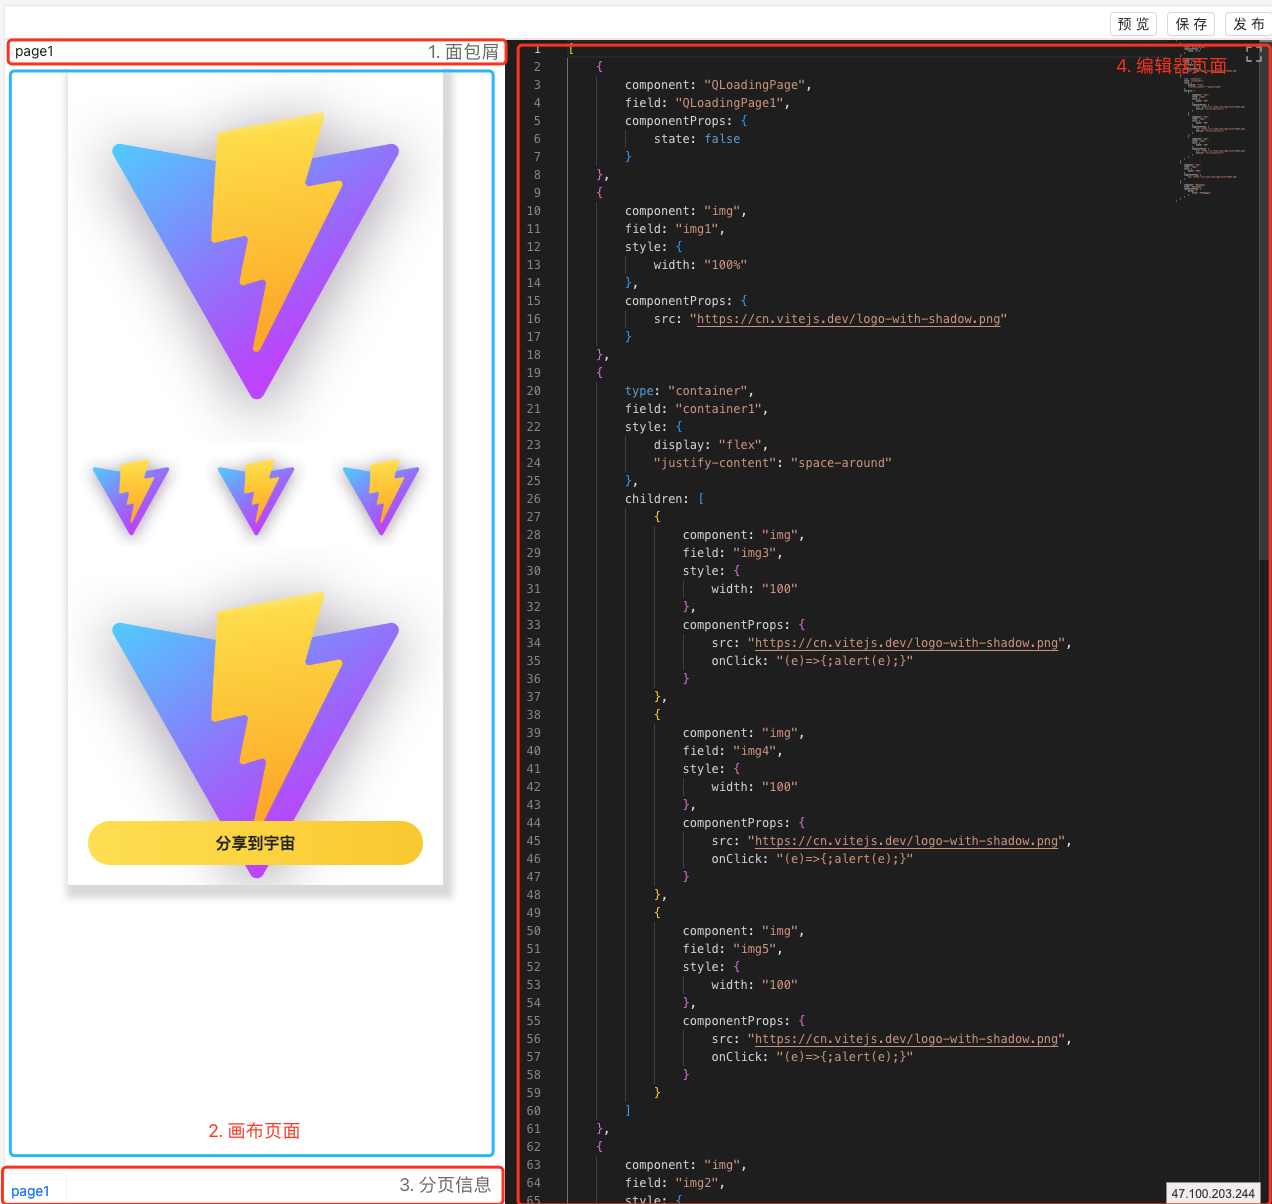 预 览
保 存
发 布
page1
1. 面包屑
分享到宇宙
2. 画布页面
page1
3. 分页信息
4. 编辑器页面
1 [
2 {
3 component: "QLoadingPage",
4 field: "QLoadingPage1",
5 componentProps: {
6 state: false
7 }
8 },
9 {
10 component: "img",
11 field: "img1",
12 style: {
13 width: "100%"
14 },
15 componentProps: {
16 src: "https://cn.vitejs.dev/logo-with-shadow.png"
17 }
18 },
19 {
20 type: "container",
21 field: "container1",
22 style: {
23 display: "flex",
24 "justify-content": "space-around"
25 },
26 children: [
27 {
28 component: "img",
29 field: "img3",
30 style: {
31 width: "100"
32 },
33 componentProps: {
34 src: "https://cn.vitejs.dev/logo-with-shadow.png",
35 onClick: "(e)=>{;alert(e);}"
36 }
37 },
38 {
39 component: "img",
40 field: "img4",
41 style: {
42 width: "100"
43 },
44 componentProps: {
45 src: "https://cn.vitejs.dev/logo-with-shadow.png",
46 onClick: "(e)=>{;alert(e);}"
47 }
48 },
49 {
50 component: "img",
51 field: "img5",
52 style: {
53 width: "100"
54 },
55 componentProps: {
56 src: "https://cn.vitejs.dev/logo-with-shadow.png",
57 onClick: "(e)=>{;alert(e);}"
58 }
59 }
60 ]
61 },
62 {
63 component: "img",
64 field: "img2",
65 style: {
47.100.203.244